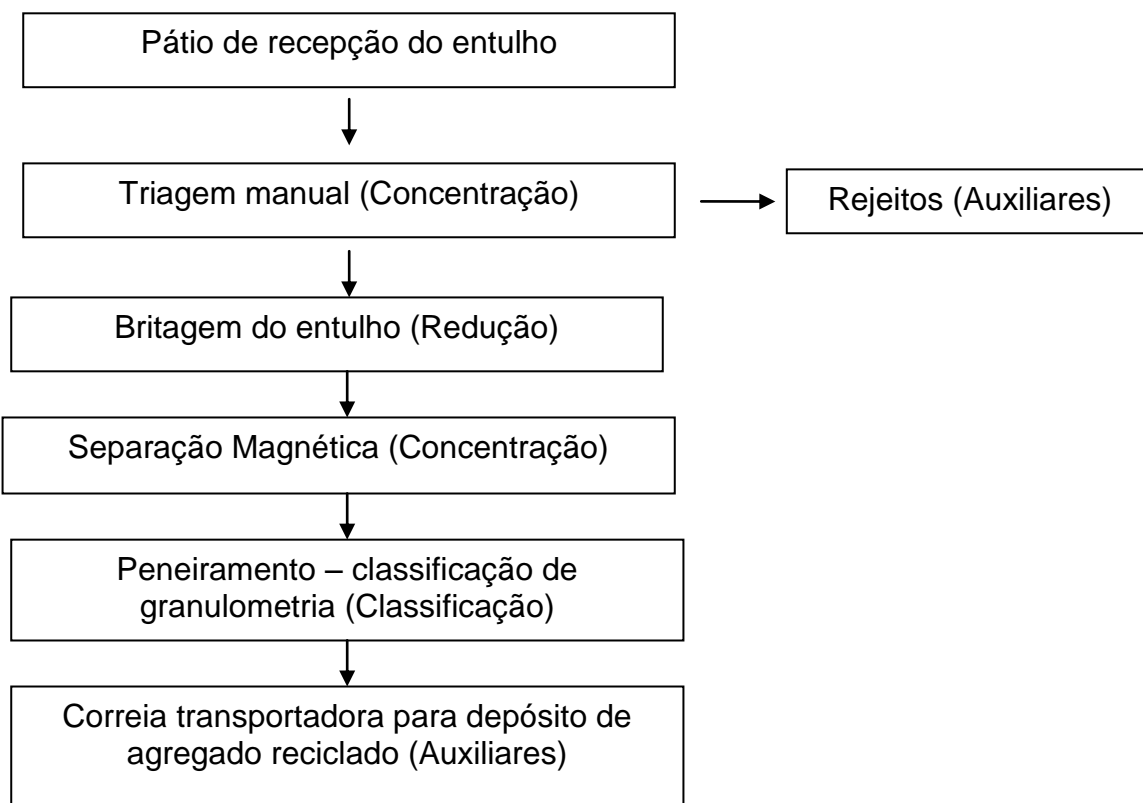 Pátio de recepção do entulho
Triagem manual (Concentração)
Rejeitos (Auxiliares)
Britagem do entulho (Redução)
Separação Magnética (Concentração)
Peneiramento – classificação de
granulometria (Classificação)
Correia transportadora para depósito de
agregado reciclado (Auxiliares)